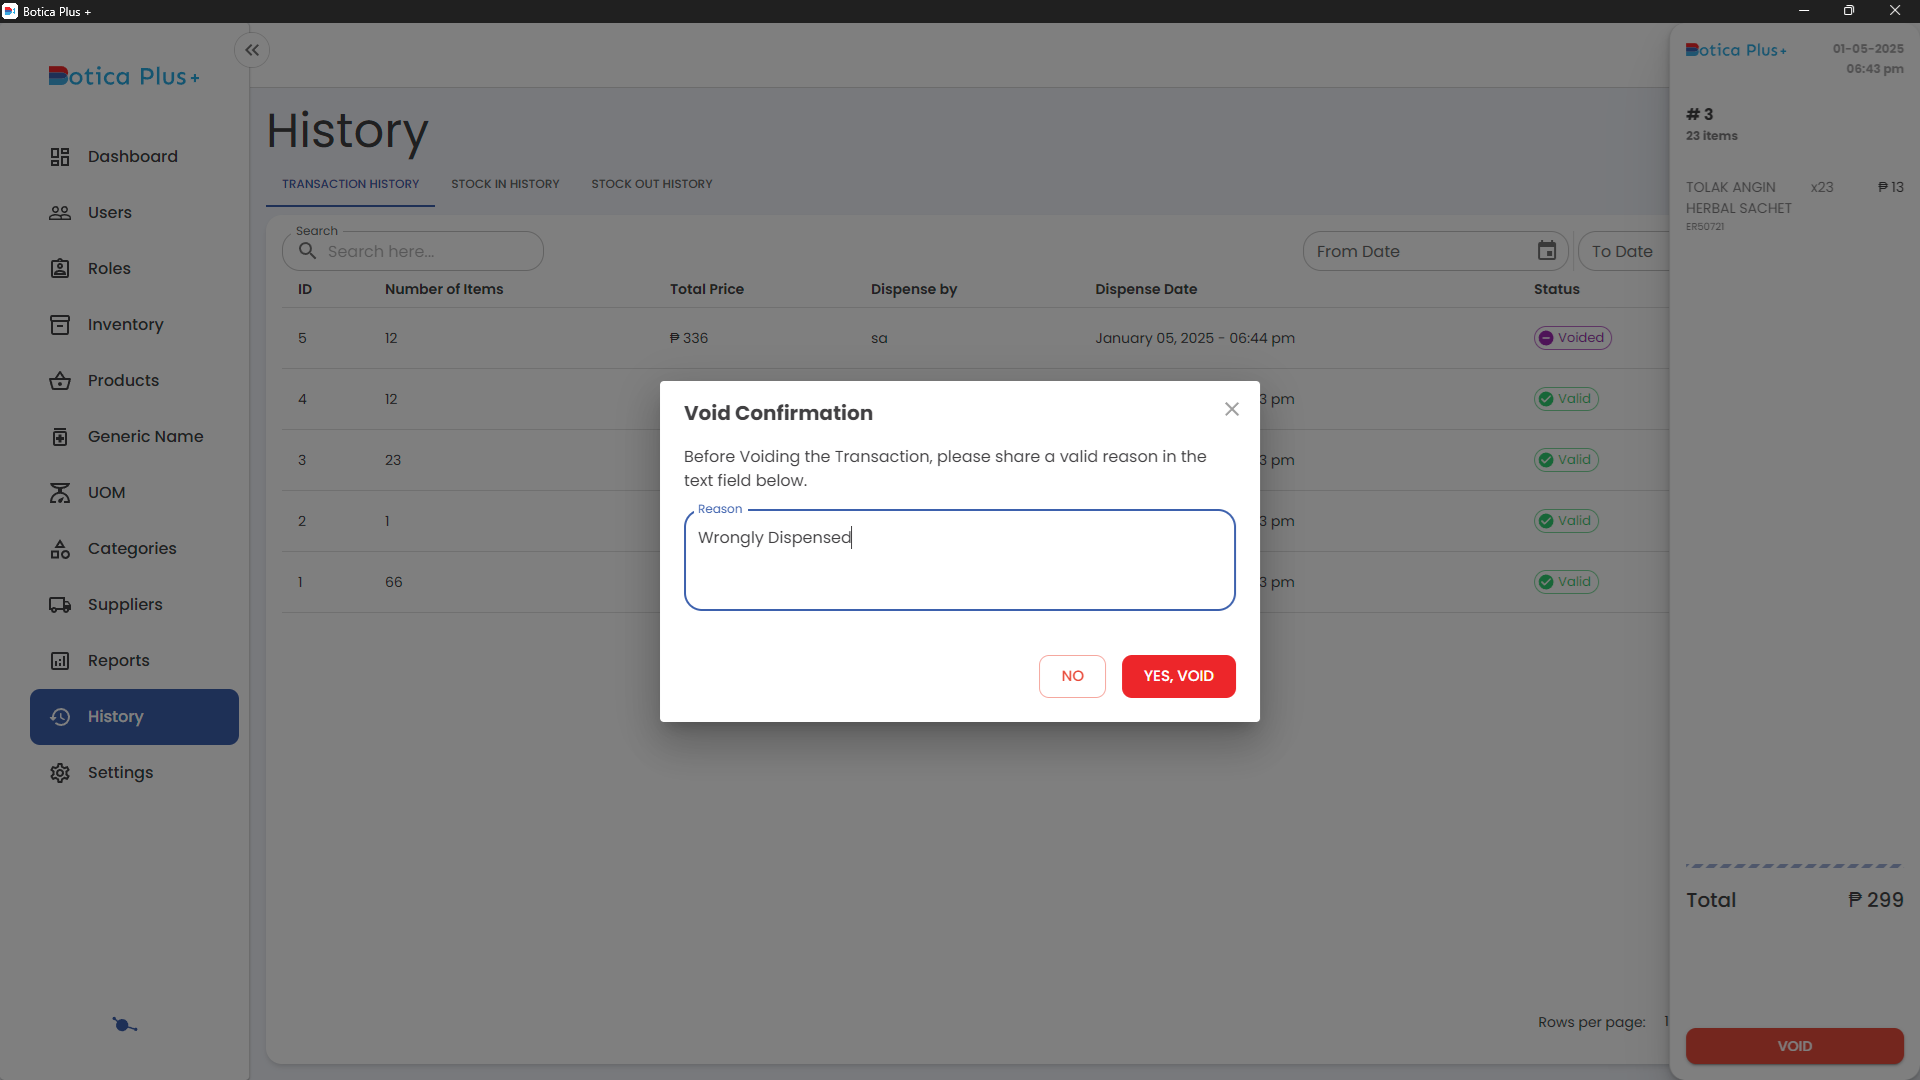 Botica Plus +
Botica Plus+
Dashboard
Users
Roles
Inventory
Products
Generic Name
UOM
Categories
Suppliers
Reports
History
Settings
History
TRANSACTION HISTORY
STOCK IN HISTORY
STOCK OUT HISTORY
Search
Search here...
From Date
To Date
ID
Number of Items
Total Price
Dispense by
Dispense Date
Status
5
12
₱ 336
sa
January 05, 2025 - 06:44 pm
Voided
4
12
3 pm
Valid
3
23
3 pm
Valid
2
1
3 pm
Valid
1
66
3 pm
Valid
Rows per page:
Void Confirmation
Before Voiding the Transaction, please share a valid reason in the
text field below.
Reason
Wrongly Dispensed
NO
YES, VOID
Botica Plus+
01-05-2025
06:43 pm
# 3
23 items
TOLAK ANGIN
HERBAL SACHET
x23
₱ 13
ER50721
Total
₱ 299
VOID